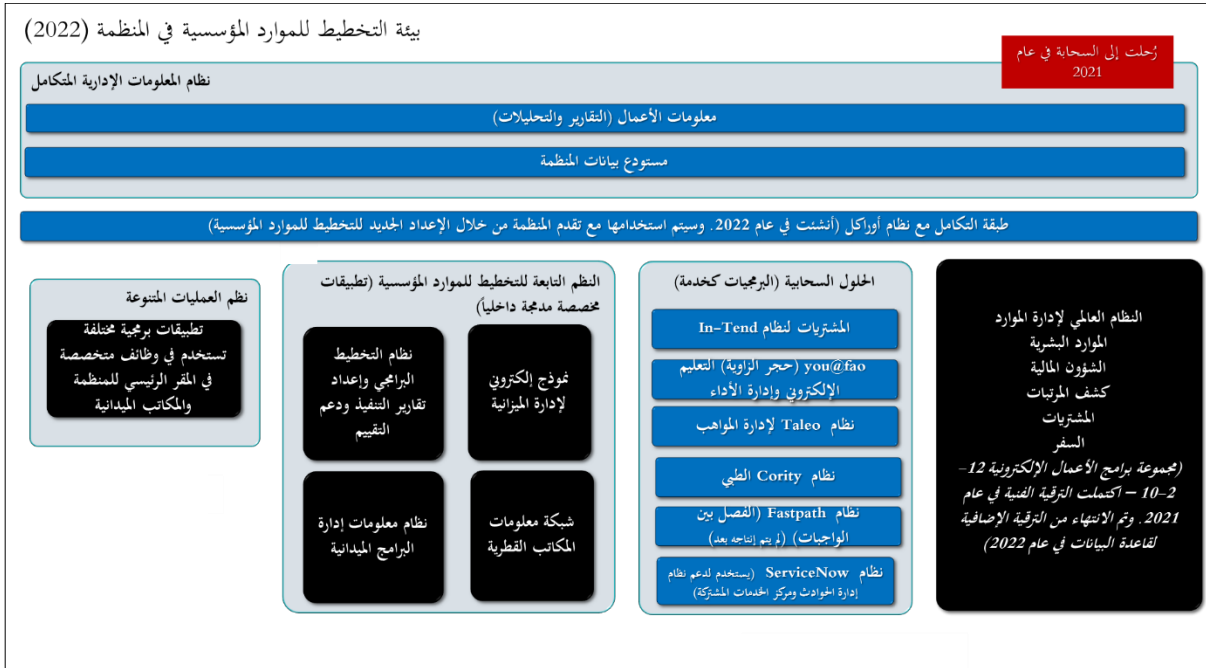 بيئة التخطيط للموارد المؤسسية في المنظمة (2022)
رُحلت إلى السحابة في عام
2021
نظام المعلومات الإدارية المتكامل
معلومات الأعمال (التقارير والتحليلات)
مستودع بيانات المنظمة
طبقة التكامل مع نظام أوراكل (أنشئت في عام 2022. وسيتم استخدامها مع تقدم المنظمة من خلال الإعداد الجديد للتخطيط للموارد المؤسسية)
النظام العالمي لإدارة الموارد
الموارد البشرية
الشؤون المالية
كشف المرتبات
المشتريات
السفر
(مجموعة برامج الأعمال الإلكترونية 12-
2-10 – اكتملت الترقية الفنية في عام
2021. وتم الانتهاء من الترقية الإضافية
لقاعدة البيانات في عام 2022)
الحلول السحابية (البرمجيات كخدمة)
المشتريات لنظام In-Tend
you@fao (حجر الزاوية) التعليم
الإلكتروني وإدارة الأداء
نظام Taleo لإدارة المواهب
نظام Cority الطبي
نظام Fastpath (الفصل بين
الواجبات) (لم يتم إنتاجه بعد)
نظام ServiceNow (يستخدم لدعم نظام
إدارة الحوادث ومركز الخدمات المشتركة)
النظم التابعة للتخطيط للموارد المؤسسية (تطبيقات
مخصصة مدمجة داخلياً)
نموذج إلكتروني
لإدارة الميزانية
نظام التخطيط
البرامجي وإعداد
تقارير التنفيذ ودعم
التقييم
شبكة معلومات
المكاتب القطرية
نظام معلومات إدارة
البرامج الميدانية
نظم العمليات المتنوعة
تطبيقات برمجية مختلفة
تستخدم في وظائف متخصصة
في المقر الرئيسي للمنظمة
والمكاتب الميدانية